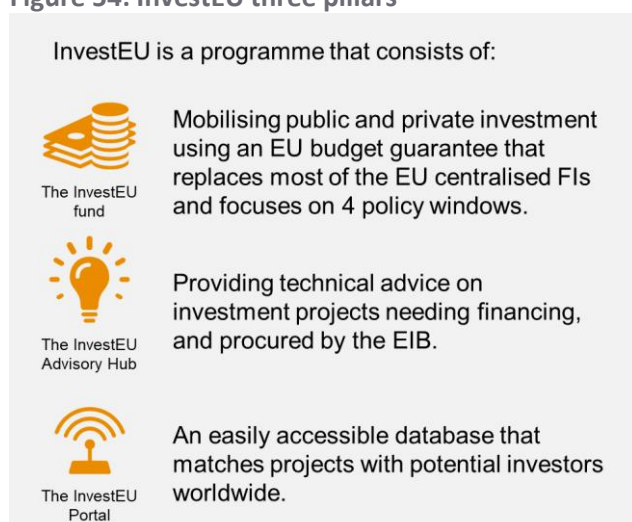 Figure 34: InvestEU three pillars
InvestEU is a programme that consists of:
Mobilising public and private investment
using an EU budget guarantee that
replaces most of the EU centralised FIs
and focuses on 4 policy windows.
The InvestEU
fund
Providing technical advice on
investment projects needing financing,
and procured by the EIB.
The InvestEU
Advisory Hub
An easily accessible database that
matches projects with potential investors
worldwide.
The InvestEU
Portal